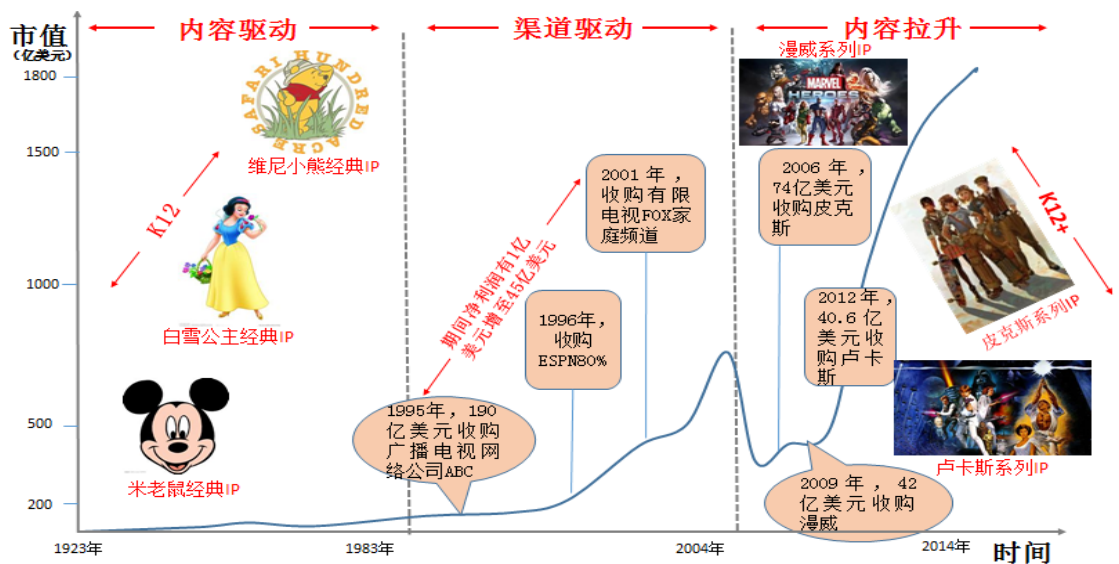 内容驱动
渠道驱动
内容拉升
市值
(亿美元)
漫威系列IP
1800
1500
1000
500
200
SAFARI HUNDRED ACRE
维尼小熊经典IP
K12
白雪公主经典IP
米老鼠经典IP
期间净利润有1亿
美元增至45亿美元
1995年，190
亿美元收购
广播电视网
络公司ABC
1996年，
收购
ESPN80%
2001 年，
收购有限
电视FOX家
庭频道
MARVEL
HEROES
2006 年，
74亿美元
收购皮克
斯
2012年，
40.6 亿
美元收
购卢卡
斯
K12+
皮克斯系列IP
卢卡斯系列IP
2009 年， 42
亿美元收购
漫威
1923年
1983年
2004年
2014年
时间